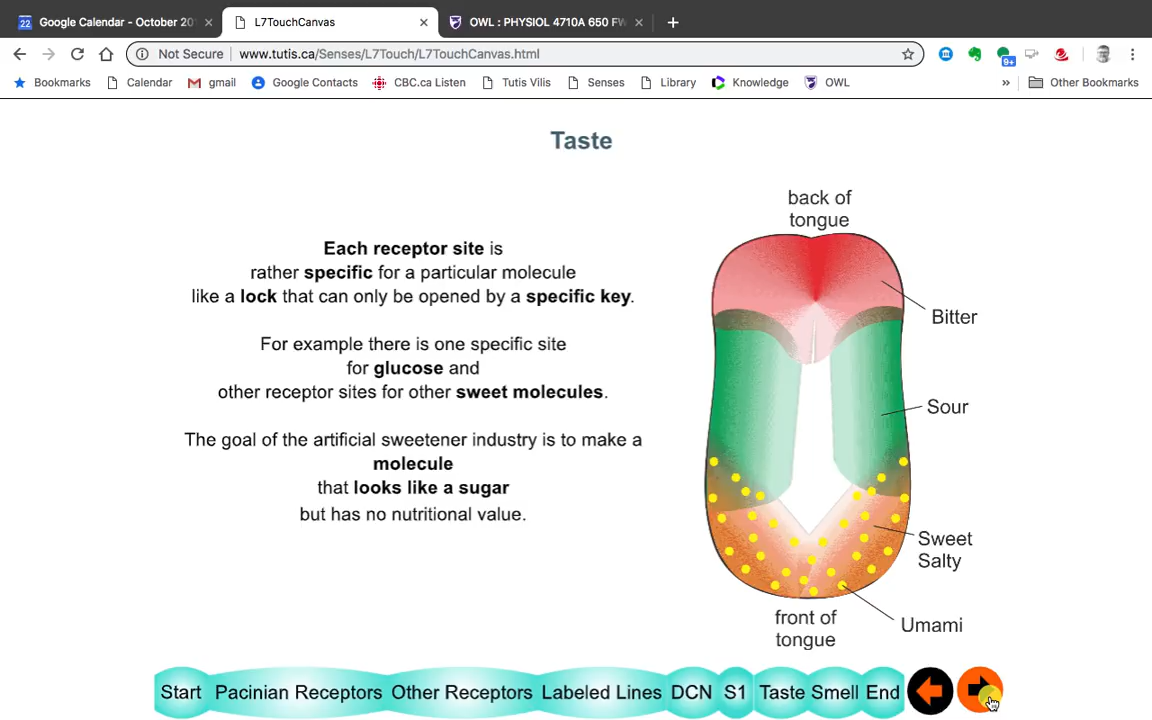 Google Calendar - October 20
L7TouchCanvas
OWL : PHYSIOL 4710A 650 FW
22
Not Secure
www.tutis.ca/Senses/L7Touch/L7TouchCanvas.html
9+
Bookmarks
Calendar
gmail
Google Contacts
CBC.ca Listen
Tutis Vilis
Senses
Library
Knowledge
OWL
»
Other Bookmarks
Taste
Each receptor site is
rather specific for a particular molecule
like a lock that can only be opened by a specific key.
For example there is one specific site
for glucose and
other receptor sites for other sweet molecules.
The goal of the artificial sweetener industry is to make a
molecule
that looks like a sugar
but has no nutritional value.
back of
tongue
Bitter
Sour
Sweet
Salty
Umami
front of
tongue
Start
Pacinian Receptors
Other Receptors
Labeled Lines
DCN
S1
Taste
Smell
End